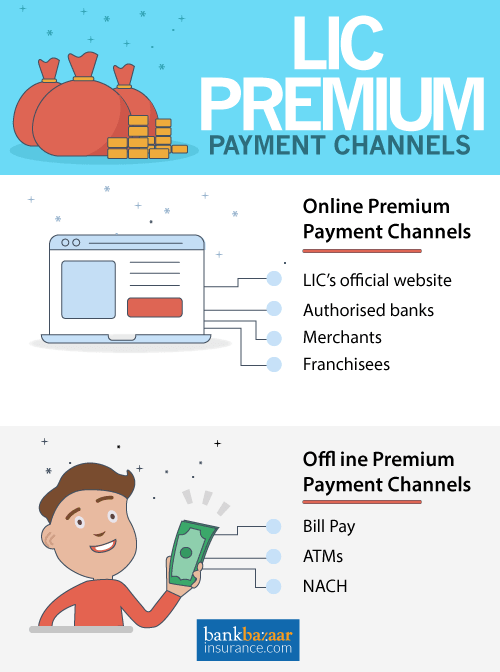 LIC
PREMIUM
PAYMENT CHANNELS
Online Premium
Payment Channels
LIC’s official website
Authorised banks
Merchants
Franchisees
Offl ine Premium
Payment Channels
Bill Pay
ATMs
NACH
bankbazaar
insurance.com